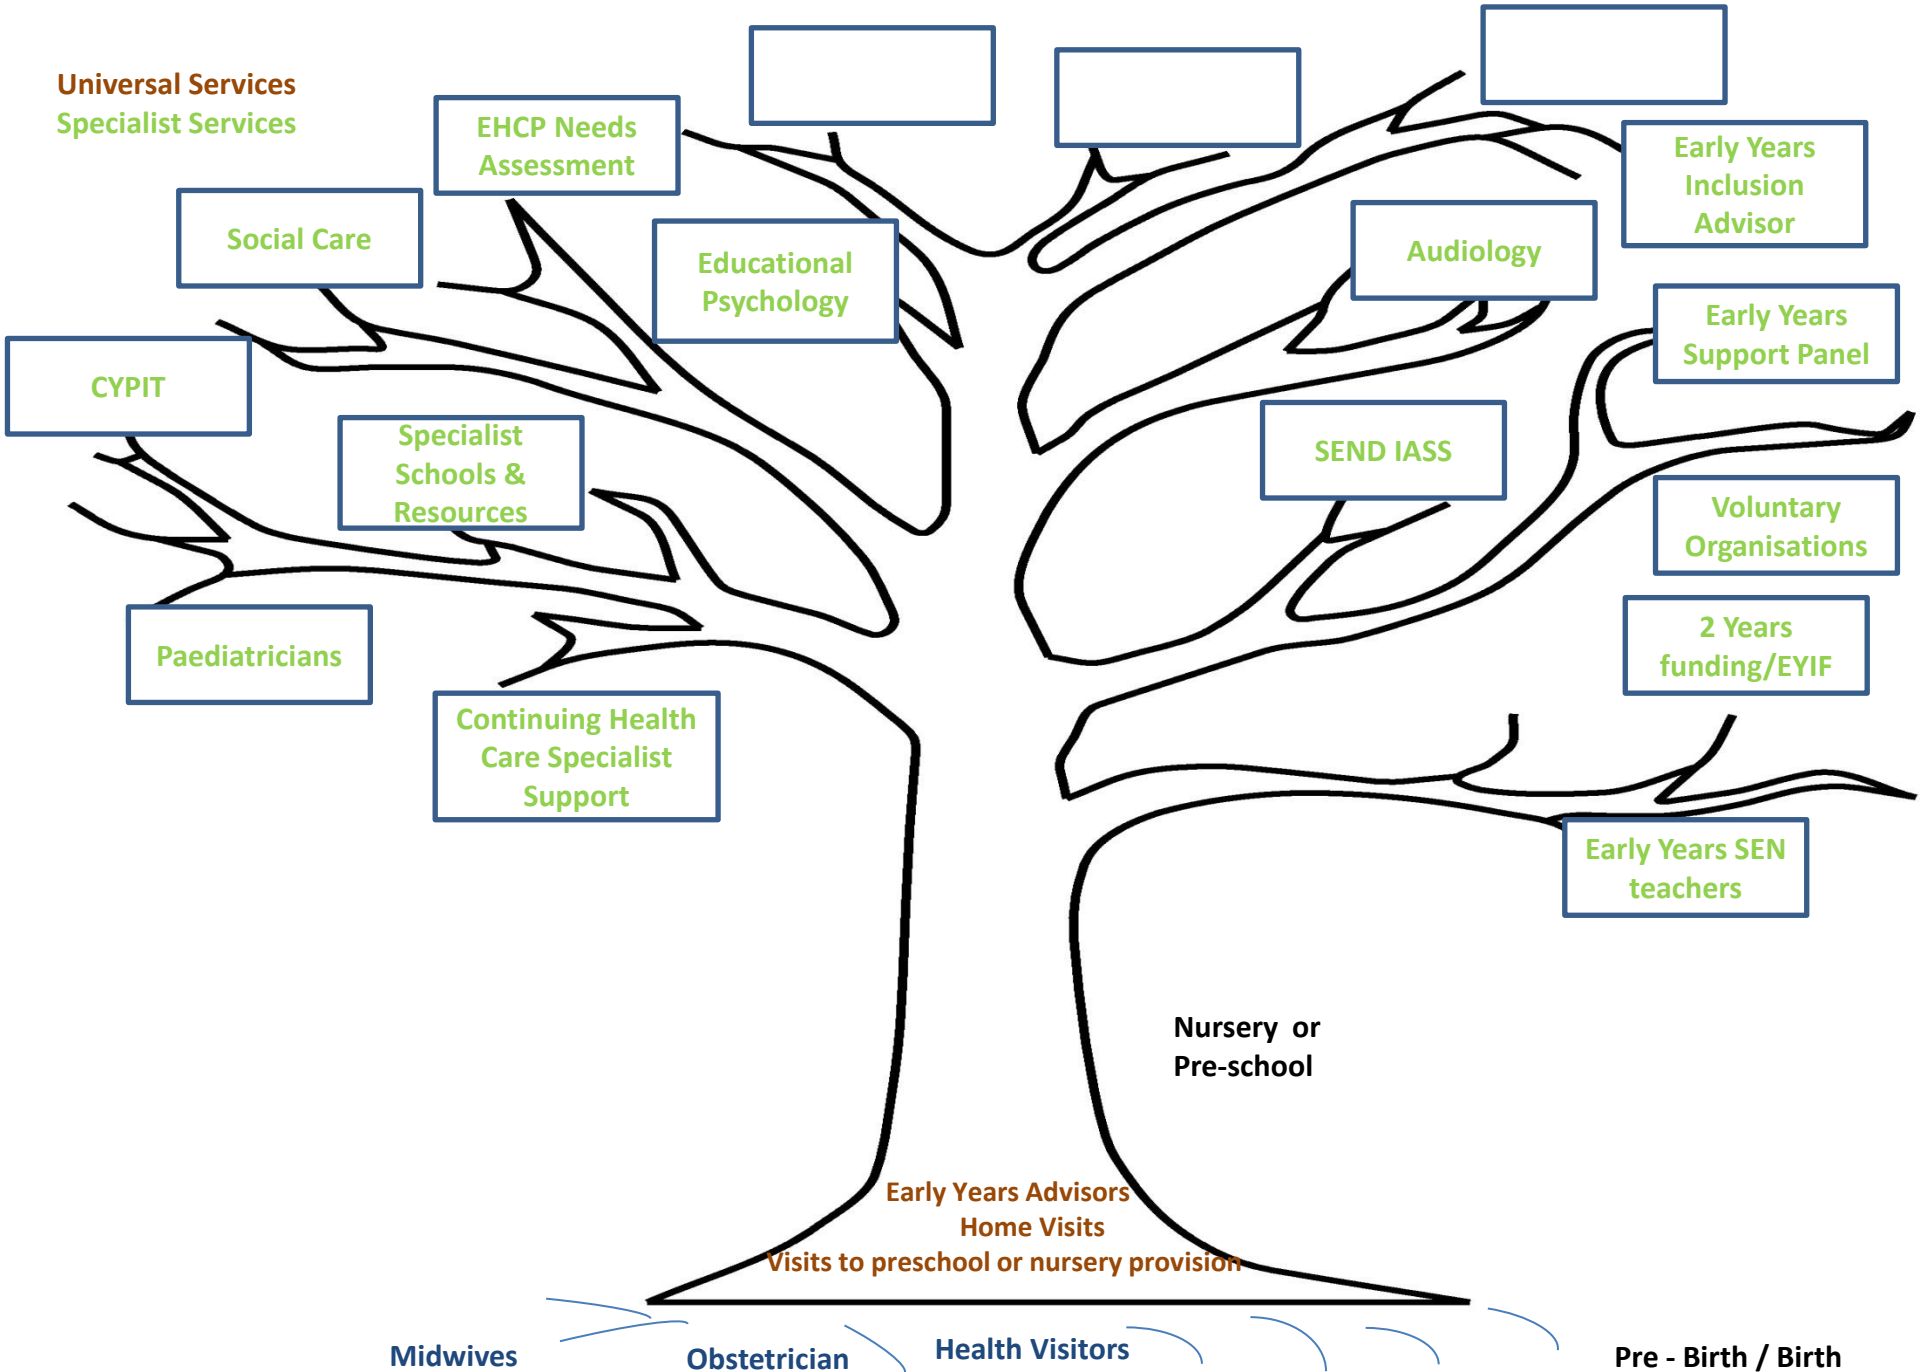 Universal Services
Specialist Services
EHCP Needs
Assessment
Early Years
Inclusion
Advisor
Social Care
Educational
Psychology
Audiology
Early Years
Support Panel
CYPIT
Specialist
Schools &
Resources
SEND IASS
Voluntary
Organisations
Paediatricians
2 Years
funding/EYIF
Continuing Health
Care Specialist
Support
Early Years SEN
teachers
Nursery or
Pre-school
Early Years Advisors
Home Visits
Visits to preschool or nursery provision
Midwives
Obstetrician
Health Visitors
Pre - Birth / Birth